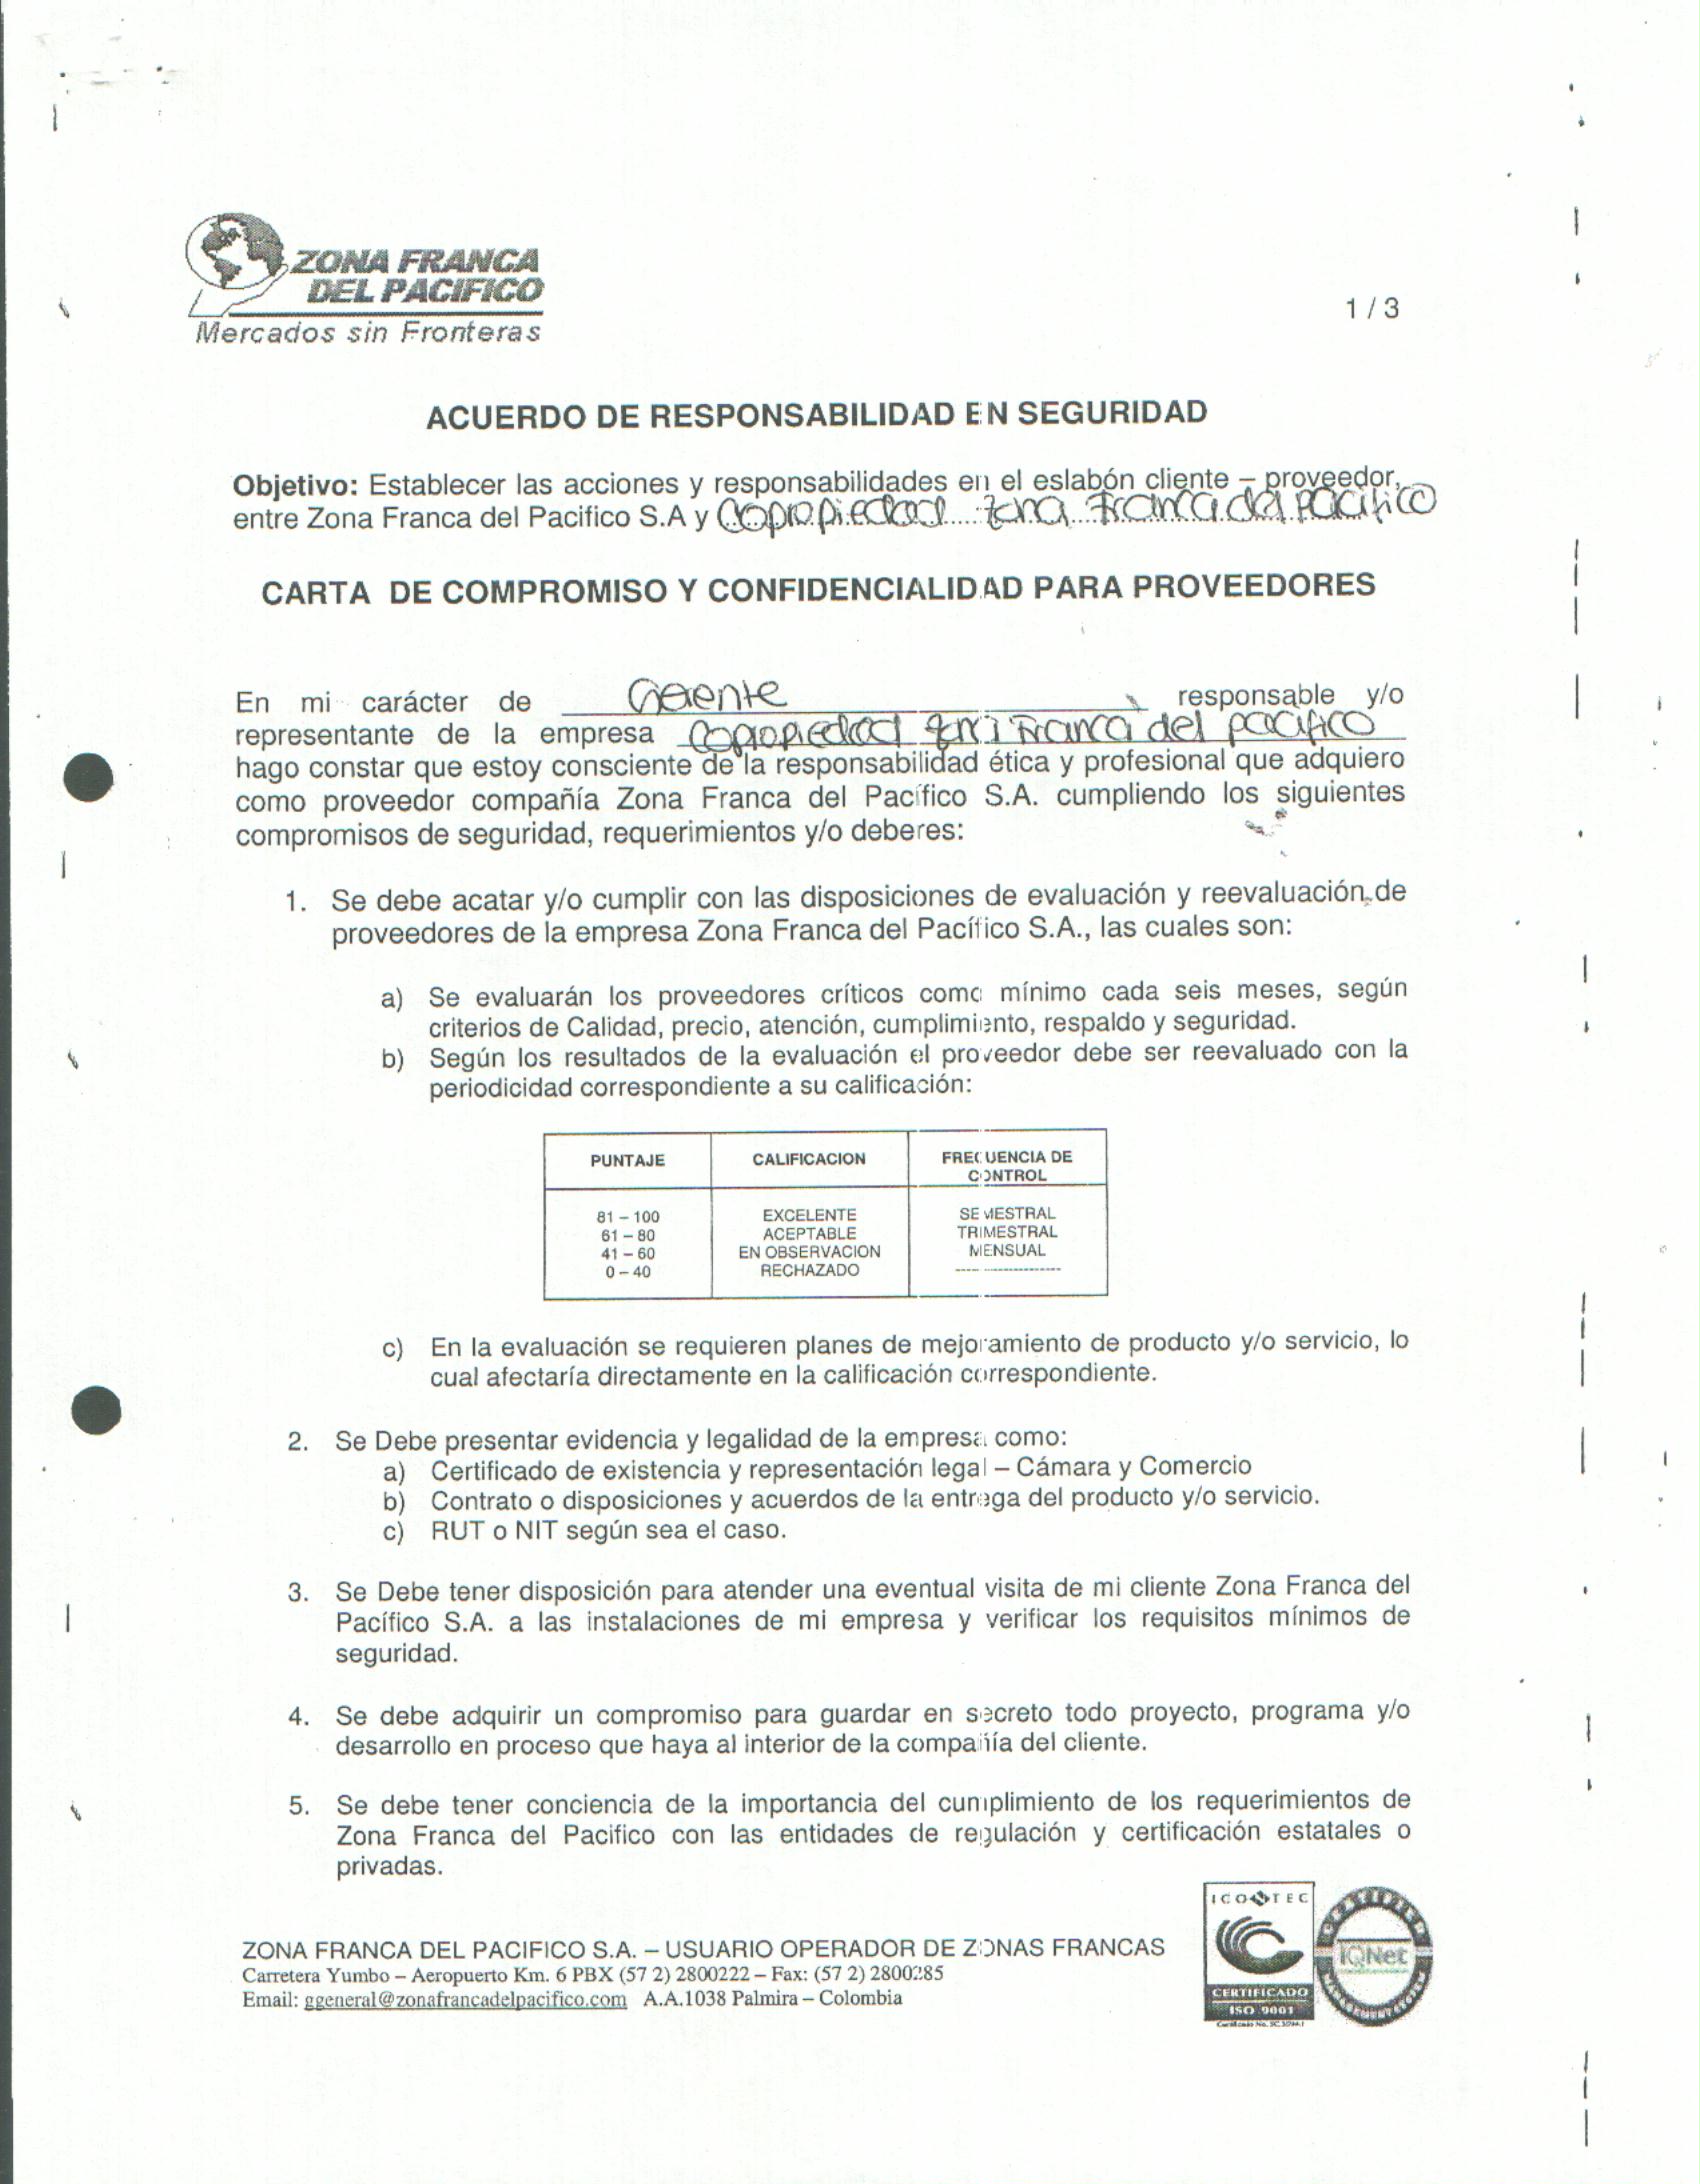 ZONA FRANCA
DEL PACIFICO
Mercados sin Fronteras
1 / 3
ACUERDO DE RESPONSABILIDAD EN SEGURIDAD
Objetivo: Establecer las acciones y responsabilidades en el eslabón cliente – proveedor,
entre Zona Franca del Pacifico S.A y Copropiedad Zona Franca del pacifico
CARTA DE COMPROMISO Y CONFIDENCIALIDAD PARA PROVEEDORES
En mi carácter de Gerente, responsable y/o
representante de la empresa Copropiedad Zona Franca del pacifico
hago constar que estoy consciente de la responsabilidad ética y profesional que adquiero
como proveedor compañía Zona Franca del Pacífico S.A. cumpliendo los siguientes
compromisos de seguridad, requerimientos y/o deberes:
1. Se debe acatar y/o cumplir con las disposiciones de evaluación y reevaluación de
proveedores de la empresa Zona Franca del Pacífico S.A., las cuales son:
a) Se evaluarán los proveedores críticos como mínimo cada seis meses, según
criterios de Calidad, precio, atención, cumplimiento, respaldo y seguridad.
b) Según los resultados de la evaluación el proveedor debe ser reevaluado con la
periodicidad correspondiente a su calificación:
PUNTAJE CALIFICACION FRECUENCIA DE
CONTROL
81 – 100 EXCELENTE SEMESTRAL
61 – 80 ACEPTABLE TRIMESTRAL
41 – 60 EN OBSERVACION MENSUAL
0 – 40 RECHAZADO --------------------
c) En la evaluación se requieren planes de mejoramiento de producto y/o servicio, lo
cual afectaría directamente en la calificación correspondiente.
2. Se Debe presentar evidencia y legalidad de la empresa como:
a) Certificado de existencia y representación legal – Cámara y Comercio
b) Contrato o disposiciones y acuerdos de la entrega del producto y/o servicio.
c) RUT o NIT según sea el caso.
3. Se Debe tener disposición para atender una eventual visita de mi cliente Zona Franca del
Pacífico S.A. a las instalaciones de mi empresa y verificar los requisitos mínimos de
seguridad.
4. Se debe adquirir un compromiso para guardar en secreto todo proyecto, programa y/o
desarrollo en proceso que haya al interior de la compañía del cliente.
5. Se debe tener conciencia de la importancia del cumplimiento de los requerimientos de
Zona Franca del Pacifico con las entidades de regulación y certificación estatales o
privadas.
ZONA FRANCA DEL PACIFICO S.A. – USUARIO OPERADOR DE ZONAS FRANCAS
Carretera Yumbo – Aeropuerto Km. 6 PBX (57 2) 2800222 – Fax: (57 2) 2800285
Email: ggeneral@zonafrancadelpacifico.com A.A.1038 Palmira – Colombia
ICONTEC
CERTIFICADO
ISO 9001
IQNet